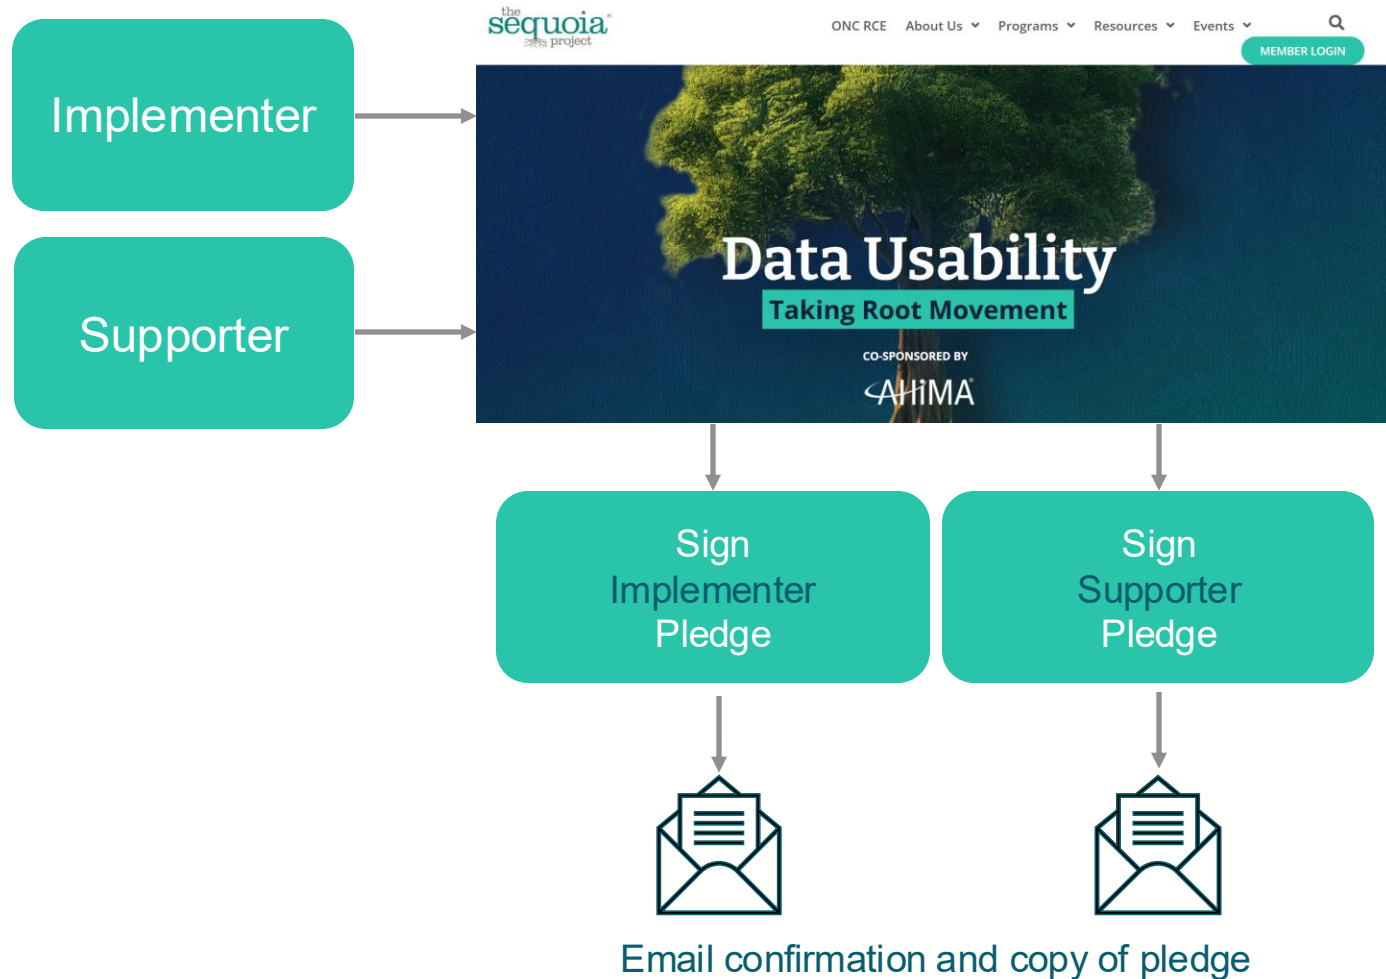 Implementer
Supporter
the
sequoia
project
ONC RCE About Us Programs Resources Events
MEMBER LOGIN
Data Usability
Taking Root Movement
CO-SPONSORED BY
AHiMA
Sign
Implementer
Pledge
Sign
Supporter
Pledge
Email confirmation and copy of pledge